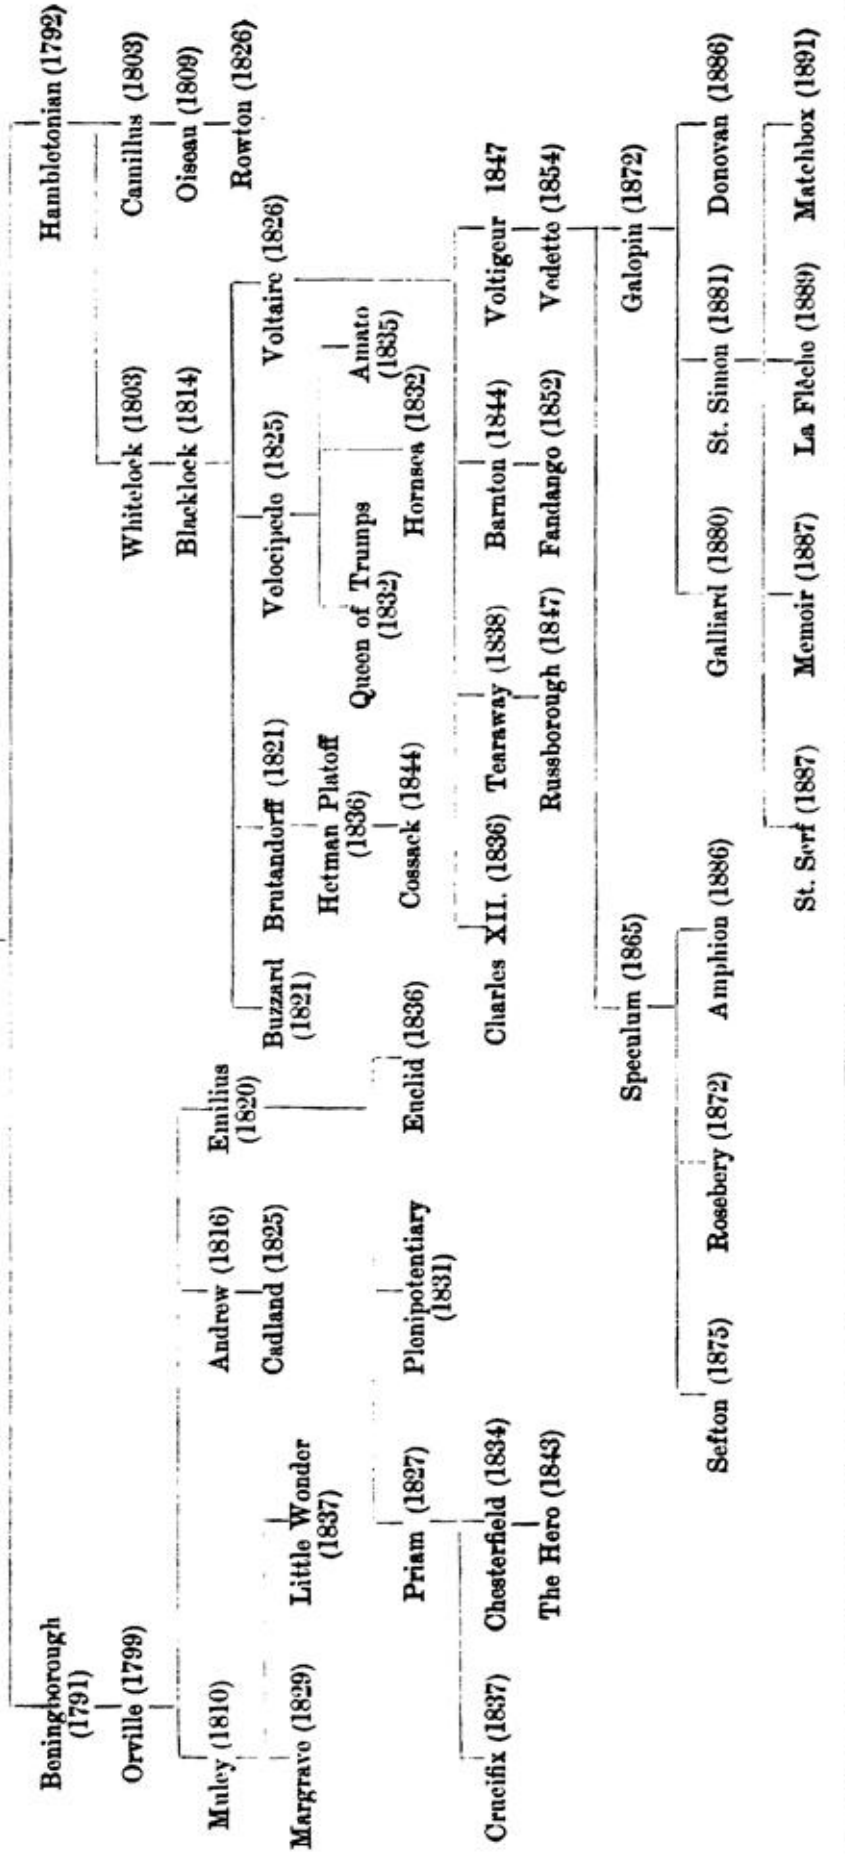 Beningborough
(1791)
Hambletonian (1792)
Orville (1799)
Whitelock (1803)
Camillus (1803)
Blacklock (1814)
Oiseau (1809)
Muley (1810)
Andrew (1816)
Emilius
(1820)
Rowton (1826)
Cadland (1825)
Buzzard
(1821)
Brutandorff (1821)
Velocipede (1825)
Voltaire (1826)
Margrave (1829)
Little Wonder
(1837)
Hetman Platoff
(1836)
Queen of Trumps
(1832)
Amato
(1835)
Priam (1827)
Plenipotentiary
(1831)
Euclid (1836)
Cossack (1844)
Hornsea (1832)
Crucifix (1837)
Chesterfield (1834)
Charles XII. (1836)
Tearaway (1838)
Barnton (1844)
Voltigeur 1847
The Hero (1843)
Russborough (1847)
Fandango (1852)
Vedette (1854)
Speculum (1865)
Galopin (1872)
Sefton (1875)
Rosebery (1872)
Amphion (1886)
Galliard (1880)
St. Simon (1881)
Donovan (1886)
St. Serf (1887)
Memoir (1887)
La Flèche (1889)
Matchbox (1891)